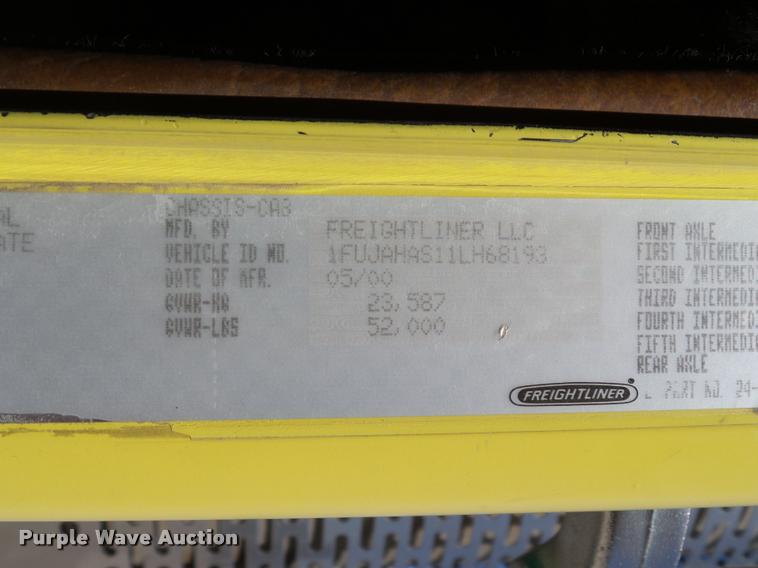 AL
ATE
CHASSIS-CAB
MFD. BY FREIGHTLINER LLC
VEHICLE ID NO. 1FUJAHAS11LH68193
DATE OF MFR. 05/00
GVWR-KG 23,587
GVWR-LBS 52,000
FRONT AXLE
FIRST INTERMEDI
SECOND INTERMED
THIRD INTERMEDI
FOURTH INTERMED
FIFTH INTERMEDI
REAR AXLE
FREIGHTLINER
PART NO. 24-
Purple Wave Auction